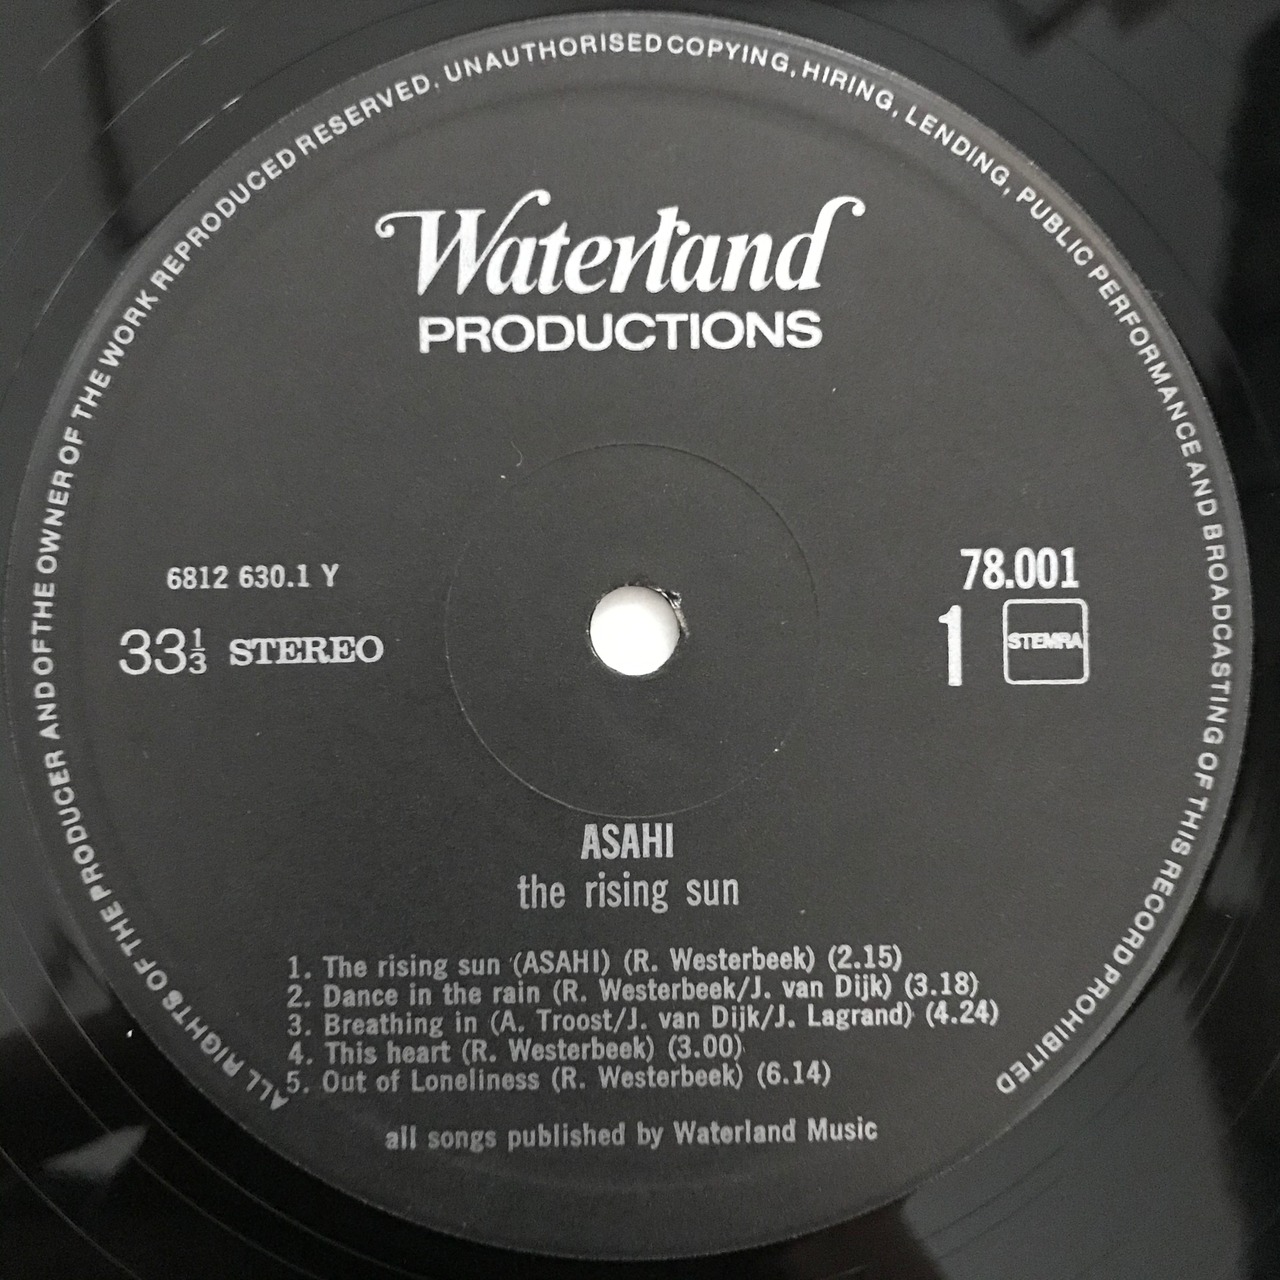 ALL RIGHTS OF THE PRODUCER AND OF THE OWNER OF THE WORK REPRODUCED RESERVED. UNAUTHORISED COPYING, HIRING, LENDING, PUBLIC PERFORMANCE AND BROADCASTING OF THIS RECORD PROHIBITED
Waterland
PRODUCTIONS
6812 630.1 Y
33⅓ STEREO
78.001
1 STEMRA
ASAHI
the rising sun
1. The rising sun (ASAHI) (R. Westerbeek) (2.15)
2. Dance in the rain (R. Westerbeek/J. van Dijk) (3.18)
3. Breathing in (A. Troost/J. van Dijk/J. Lagrand) (4.24)
4. This heart (R. Westerbeek) (3.00)
5. Out of Loneliness (R. Westerbeek) (6.14)
all songs published by Waterland Music